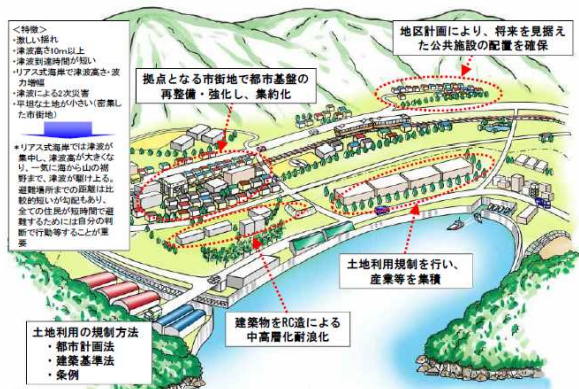 <特徴>
・激しい揺れ
・津波高さ10m以上
・津波到達時間が短い
・リアス式海岸で津波高さ・波
力増幅
・津波による2次災害
・平坦な土地が小さい(密集し
た市街地)
*リアス式海岸では津波が
集中し、津波高が大きくな
り、一気に海から山の裾
野まで、津波が駆け上る。
避難場所までの距離は比
較的短いが勾配もあり、
全ての住民が短時間で避
難するためには自分の判
断で行動等することが重
要
拠点となる市街地で都市基盤の
再整備・強化し、集約化
地区計画により、将来を見据え
た公共施設の配置を確保
土地利用規制を行い、
産業等を集積
建築物をRC造による
中高層化耐浪化
土地利用の規制方法
・都市計画法
・建築基準法
・条例